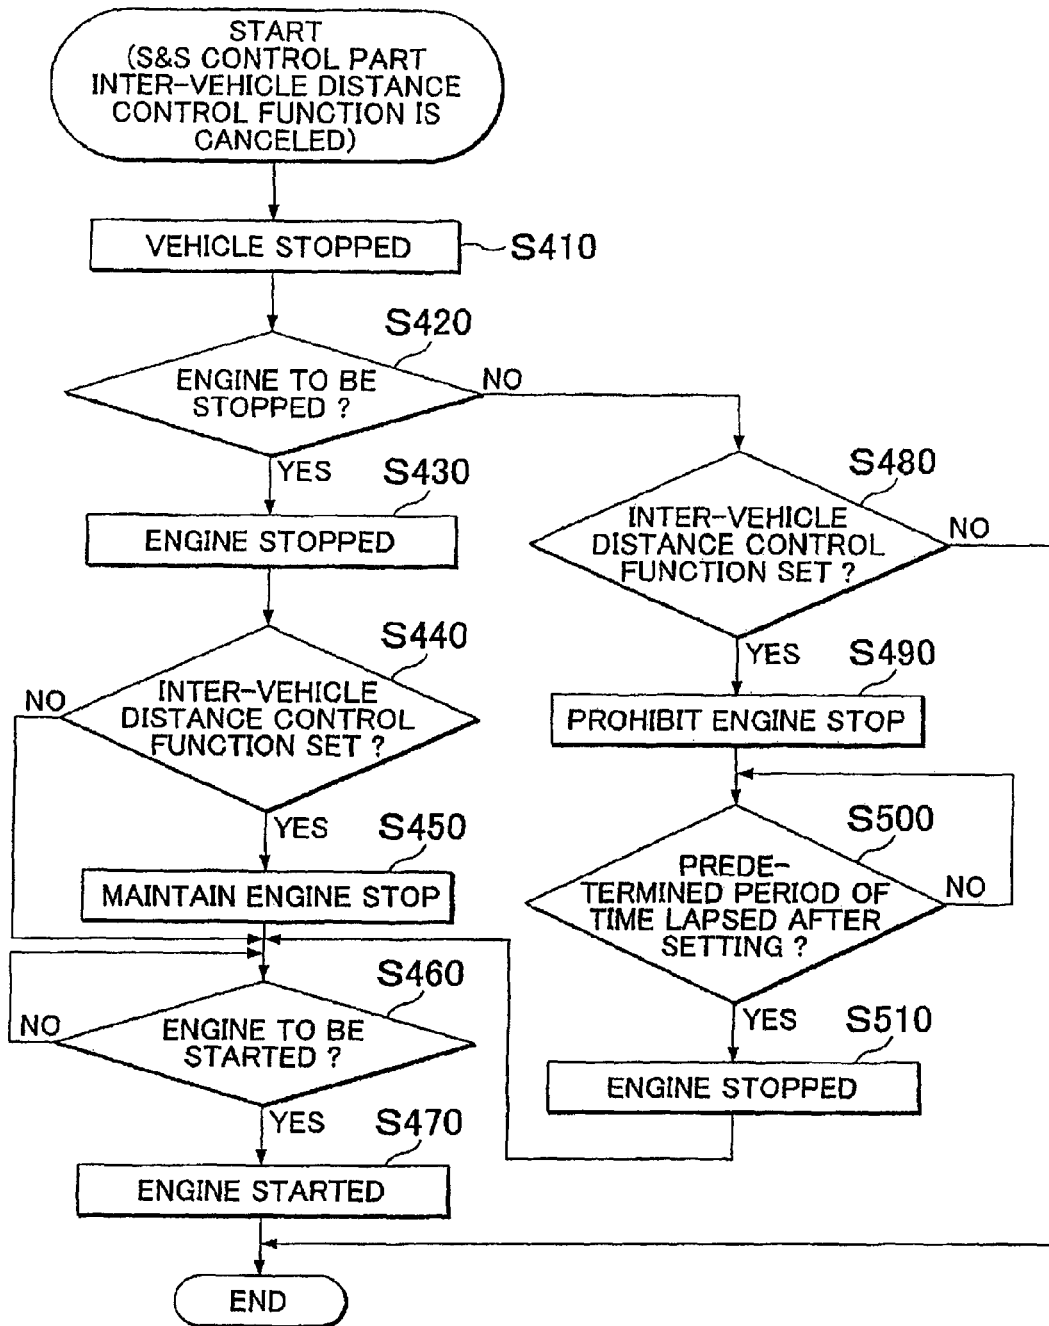 START
(S&S CONTROL PART
INTER-VEHICLE DISTANCE
CONTROL FUNCTION IS
CANCELED)
VEHICLE STOPPED
S410
S420
ENGINE TO BE
STOPPED ?
NO
YES
S430
ENGINE STOPPED
S440
NO
INTER-VEHICLE
DISTANCE CONTROL
FUNCTION SET ?
YES
S450
MAINTAIN ENGINE STOP
S460
NO
ENGINE TO BE
STARTED ?
YES
S470
ENGINE STARTED
END
S480
INTER-VEHICLE
DISTANCE CONTROL
FUNCTION SET ?
NO
YES
S490
PROHIBIT ENGINE STOP
S500
PREDE-
TERMINED PERIOD OF
TIME LAPSED AFTER
SETTING ?
NO
YES
S510
ENGINE STOPPED